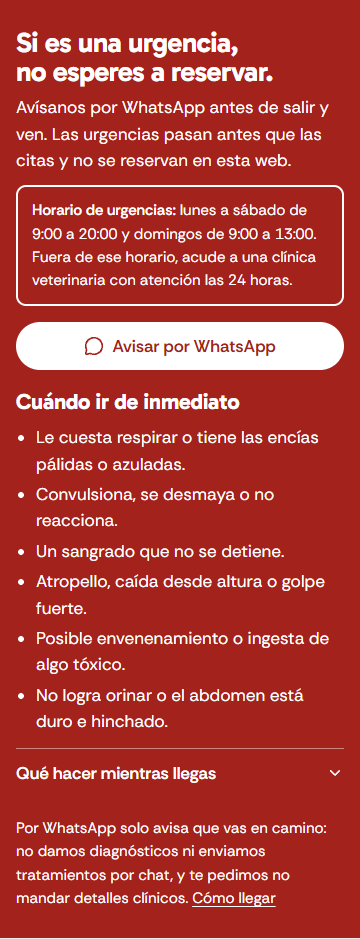 Si es una urgencia,
no esperes a reservar.
Avísanos por WhatsApp antes de salir y
ven. Las urgencias pasan antes que las
citas y no se reservan en esta web.
Horario de urgencias: lunes a sábado de
9:00 a 20:00 y domingos de 9:00 a 13:00.
Fuera de ese horario, acude a una clínica
veterinaria con atención las 24 horas.
Avisar por WhatsApp
Cuándo ir de inmediato
• Le cuesta respirar o tiene las encías
pálidas o azuladas.
• Convulsiona, se desmaya o no
reacciona.
• Un sangrado que no se detiene.
• Atropello, caída desde altura o golpe
fuerte.
• Posible envenenamiento o ingesta de
algo tóxico.
• No logra orinar o el abdomen está
duro e hinchado.
Qué hacer mientras llegas
Por WhatsApp solo avisa que vas en camino:
no damos diagnósticos ni enviamos
tratamientos por chat, y te pedimos no
mandar detalles clínicos. Cómo llegar